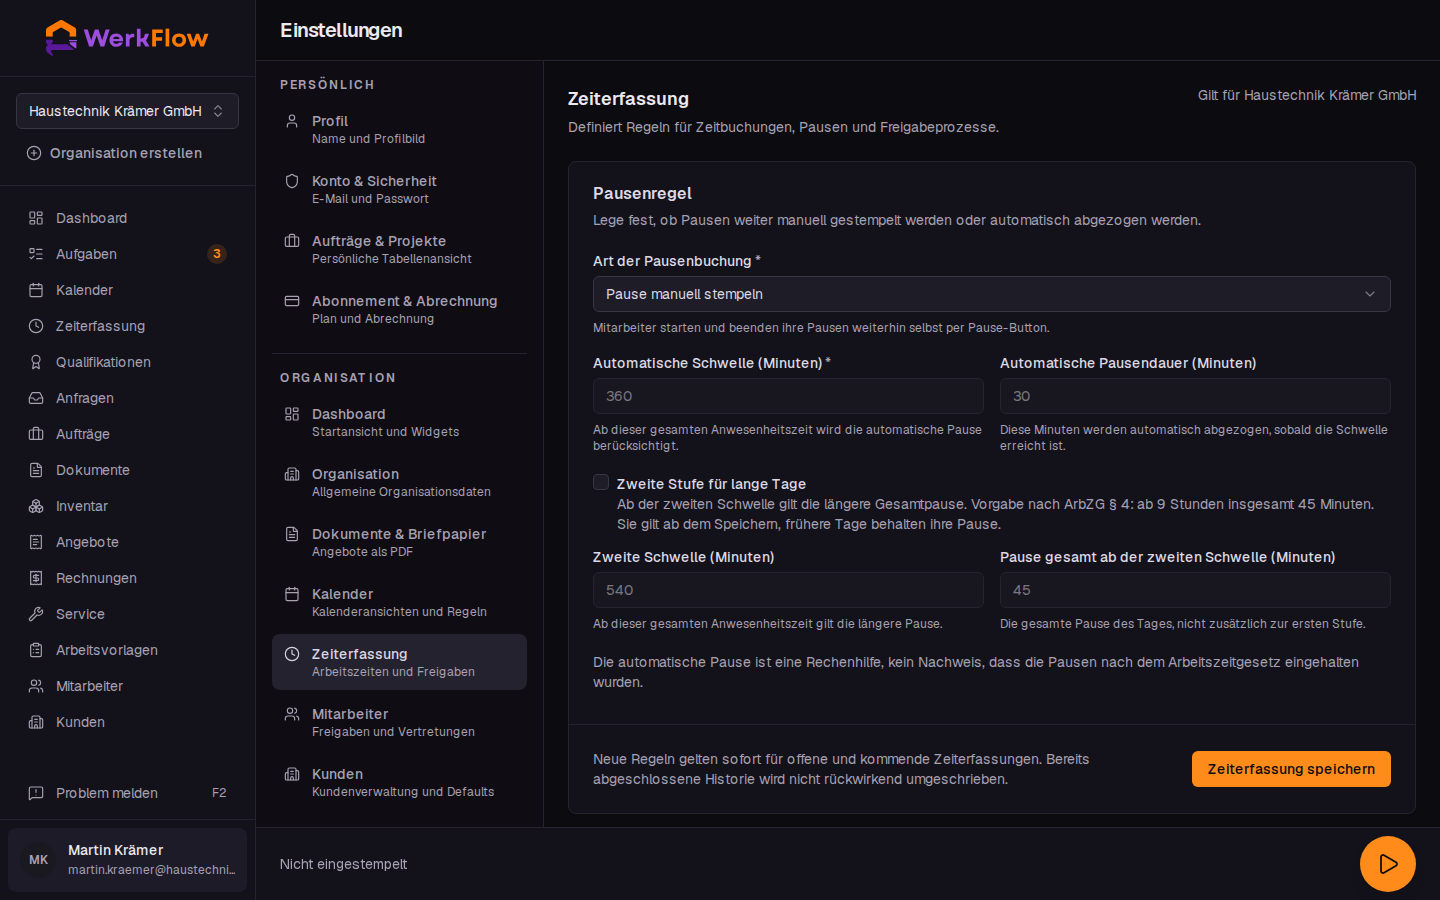 WerkFlow
Haustechnik Krämer GmbH
Organisation erstellen
Dashboard
Aufgaben
3
Kalender
Zeiterfassung
Qualifikationen
Anfragen
Aufträge
Dokumente
Inventar
Angebote
Rechnungen
Service
Arbeitsvorlagen
Mitarbeiter
Kunden
Problem melden
F2
MK
Martin Krämer
martin.kraemer@haustechni…
Einstellungen
PERSÖNLICH
Profil
Name und Profilbild
Konto & Sicherheit
E-Mail und Passwort
Aufträge & Projekte
Persönliche Tabellenansicht
Abonnement & Abrechnung
Plan und Abrechnung
ORGANISATION
Dashboard
Startansicht und Widgets
Organisation
Allgemeine Organisationsdaten
Dokumente & Briefpapier
Angebote als PDF
Kalender
Kalenderansichten und Regeln
Zeiterfassung
Arbeitszeiten und Freigaben
Mitarbeiter
Freigaben und Vertretungen
Kunden
Kundenverwaltung und Defaults
Zeiterfassung
Gilt für Haustechnik Krämer GmbH
Definiert Regeln für Zeitbuchungen, Pausen und Freigabeprozesse.
Pausenregel
Lege fest, ob Pausen weiter manuell gestempelt werden oder automatisch abgezogen werden.
Art der Pausenbuchung *
Pause manuell stempeln
Mitarbeiter starten und beenden ihre Pausen weiterhin selbst per Pause-Button.
Automatische Schwelle (Minuten) *
360
Ab dieser gesamten Anwesenheitszeit wird die automatische Pause
berücksichtigt.
Automatische Pausendauer (Minuten)
30
Diese Minuten werden automatisch abgezogen, sobald die Schwelle
erreicht ist.
Zweite Stufe für lange Tage
Ab der zweiten Schwelle gilt die längere Gesamtpause. Vorgabe nach ArbZG § 4: ab 9 Stunden insgesamt 45 Minuten.
Sie gilt ab dem Speichern, frühere Tage behalten ihre Pause.
Zweite Schwelle (Minuten)
540
Ab dieser gesamten Anwesenheitszeit gilt die längere Pause.
Pause gesamt ab der zweiten Schwelle (Minuten)
45
Die gesamte Pause des Tages, nicht zusätzlich zur ersten Stufe.
Die automatische Pause ist eine Rechenhilfe, kein Nachweis, dass die Pausen nach dem Arbeitszeitgesetz eingehalten
wurden.
Neue Regeln gelten sofort für offene und kommende Zeiterfassungen. Bereits
abgeschlossene Historie wird nicht rückwirkend umgeschrieben.
Zeiterfassung speichern
Nicht eingestempelt